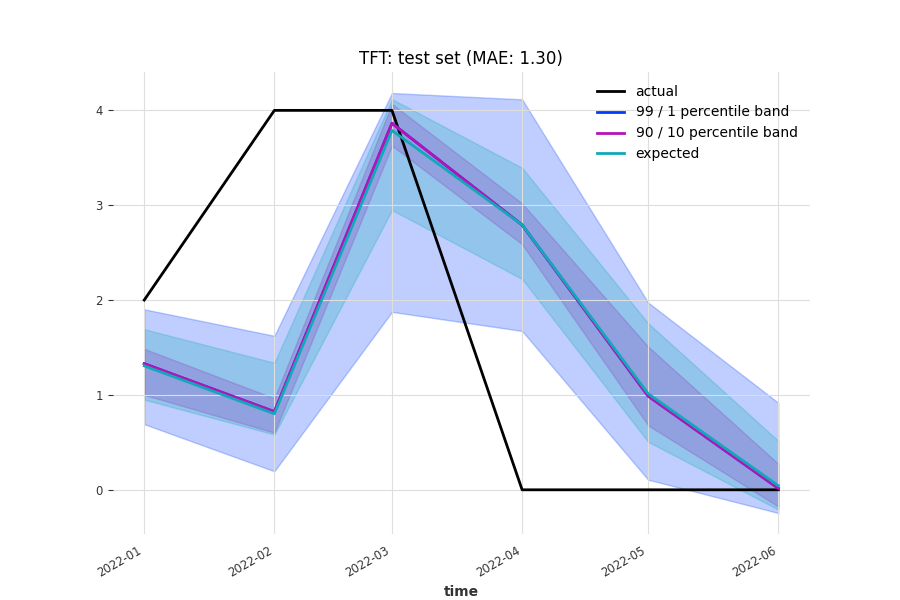 TFT: test set (MAE: 1.30)
actual
99 / 1 percentile band
90 / 10 percentile band
expected
4
3
2
1
0
2022-01
2022-02
2022-03
2022-04
2022-05
2022-06
time